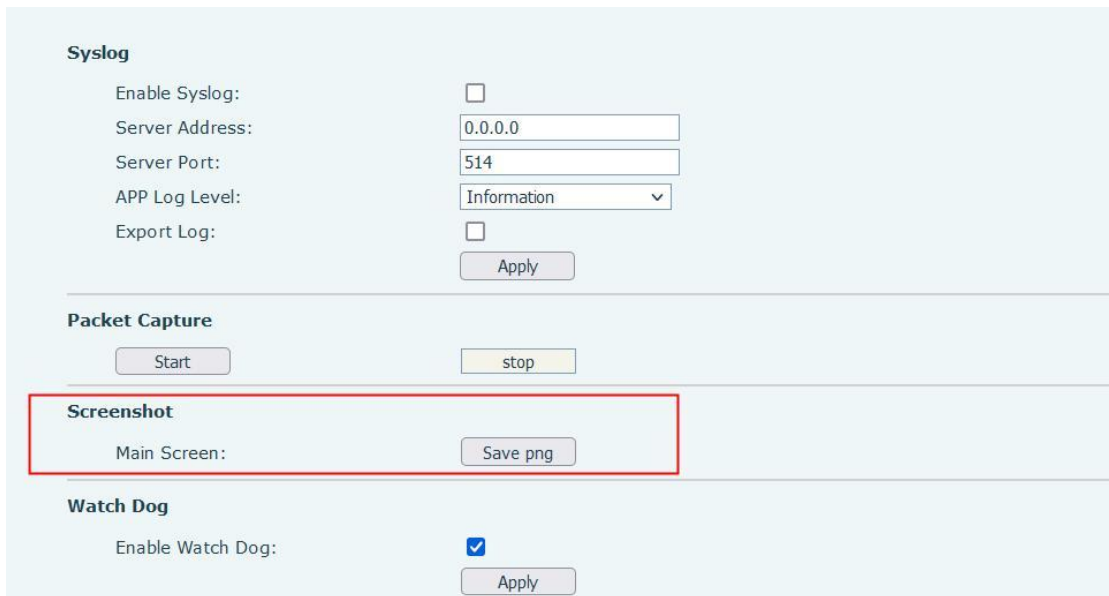 Syslog
Enable Syslog:
Server Address: 0.0.0.0
Server Port: 514
APP Log Level: Information
Export Log:
Apply
Packet Capture
Start stop
Screenshot
Main Screen: Save png
Watch Dog
Enable Watch Dog:
Apply